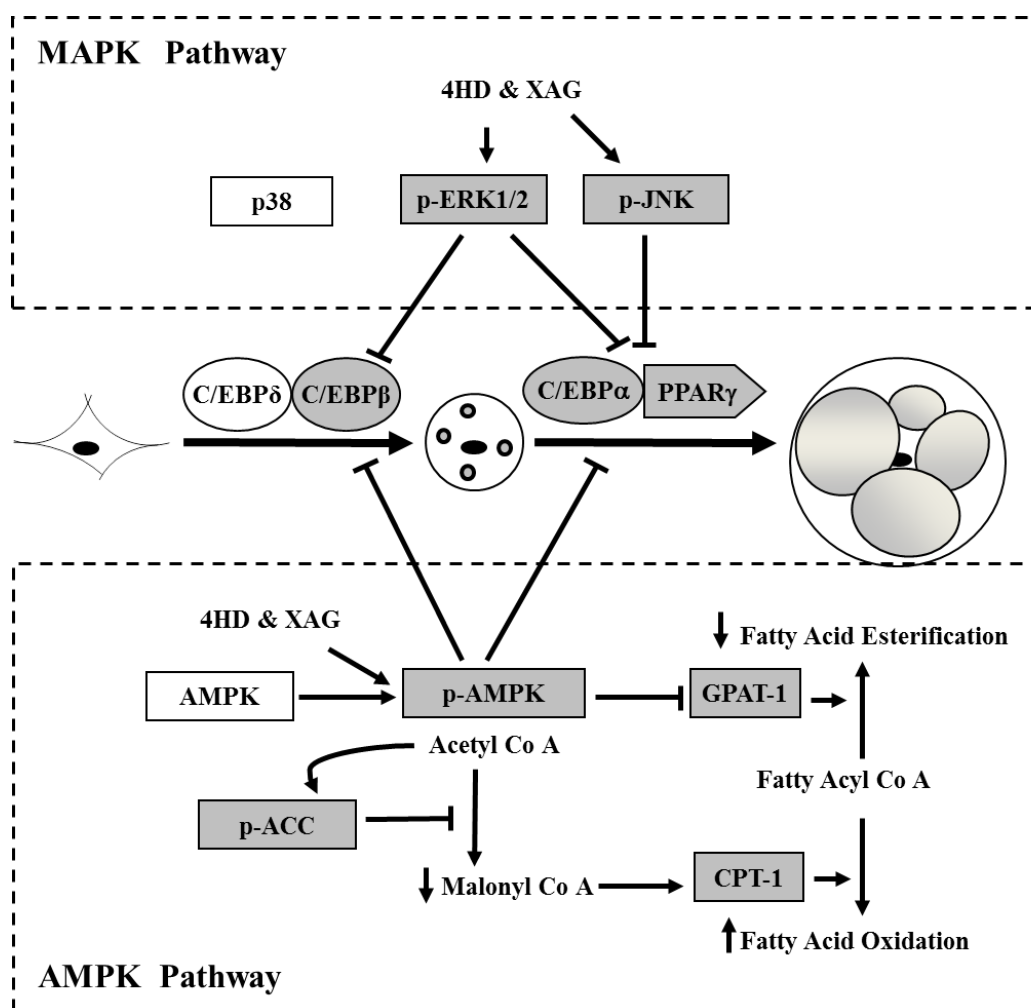 MAPK Pathway
4HD & XAG
p38
p-ERK1/2
p-JNK
C/EBPδ
C/EBPβ
C/EBPα
PPARγ
4HD & XAG
Fatty Acid Esterification
AMPK
p-AMPK
GPAT-1
Acetyl Co A
Fatty Acyl Co A
p-ACC
Malonyl Co A
CPT-1
Fatty Acid Oxidation
AMPK Pathway